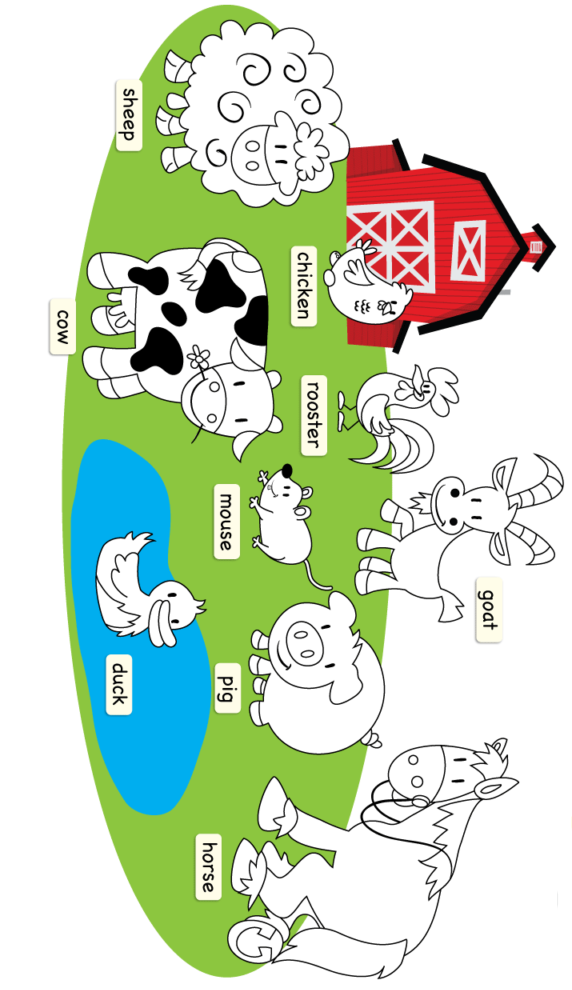 goat
chicken
rooster
mouse
pig
horse
sheep
duck
cow